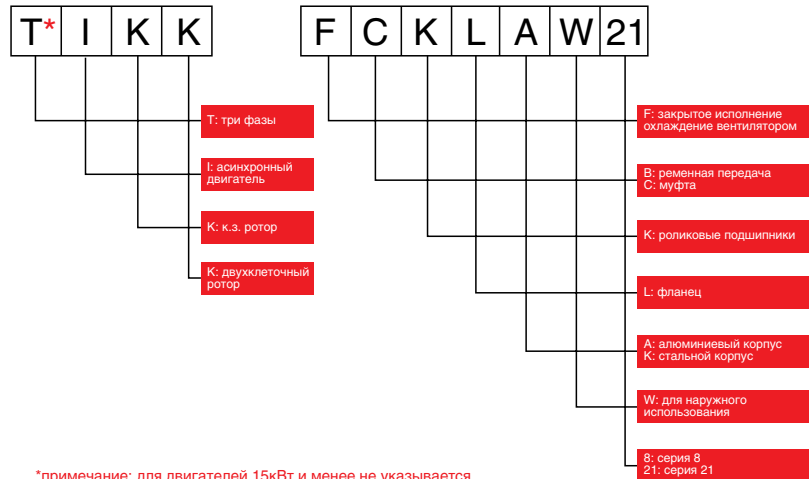 T* I K K F C K L A W 21
T: три фазы
I: асинхронный
двигатель
K: к.з. ротор
K: двухклеточный
ротор
F: закрытое исполнение
охлаждение вентилятором
B: ременная передача
C: муфта
K: роликовые подшипники
L: фланец
A: алюминиевый корпус
K: стальной корпус
W: для наружного
использования
8: серия 8
21: серия 21
*примечание: для двигателей 15кВт и менее не указывается